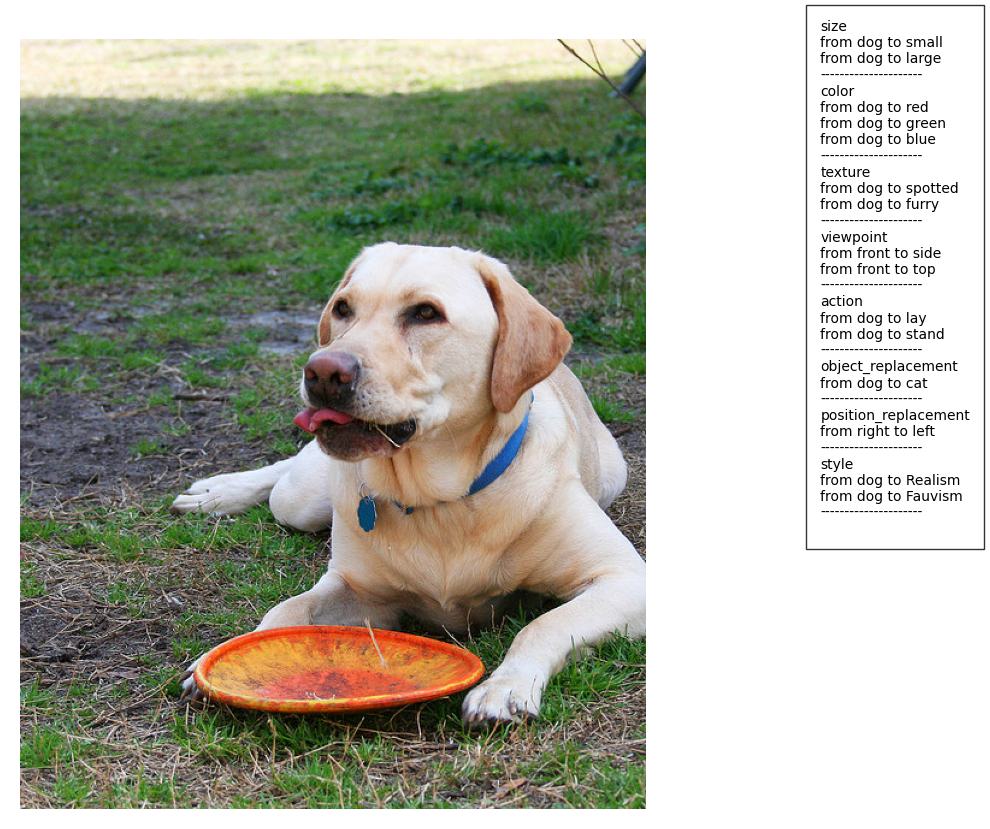 size
from dog to small
from dog to large
---------------------
color
from dog to red
from dog to green
from dog to blue
---------------------
texture
from dog to spotted
from dog to furry
---------------------
viewpoint
from front to side
from front to top
---------------------
action
from dog to lay
from dog to stand
---------------------
object_replacement
from dog to cat
---------------------
position_replacement
from right to left
---------------------
style
from dog to Realism
from dog to Fauvism
---------------------